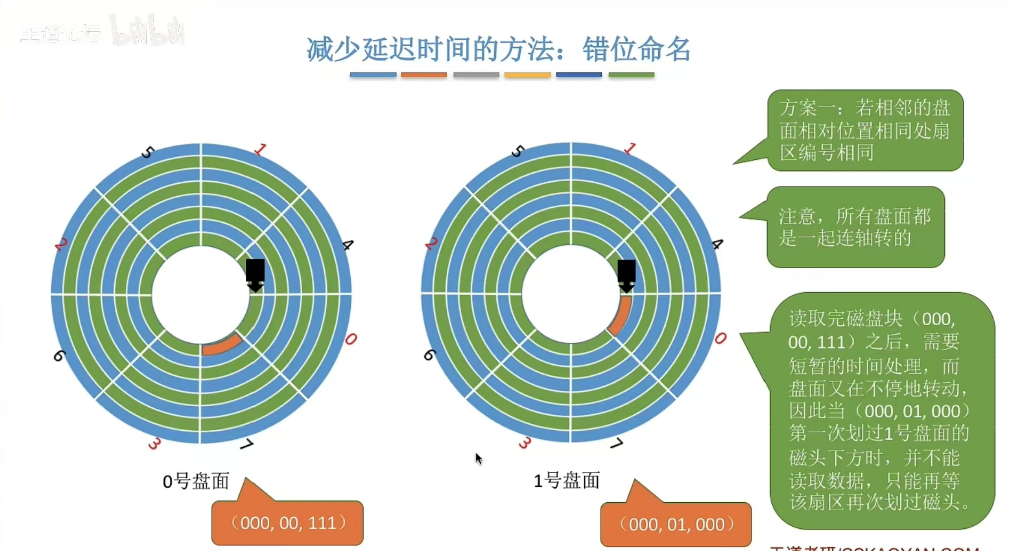 王道论坛 bilibili
减少延迟时间的方法：错位命名
方案一：若相邻的盘
面相对位置相同处扇
区编号相同
注意，所有盘面都
是一起连轴转的
读取完磁盘块（000,
00, 111）之后，需要
短暂的时间处理，而
盘面又在不停地转动，
因此当（000, 01, 000）
第一次划过1号盘面的
磁头下方时，并不能
读取数据，只能再等
该扇区再次划过磁头。
5
1
2
4
6
0
3
7
0号盘面
（000, 00, 111）
5
1
2
4
6
0
3
7
1号盘面
（000, 01, 000）